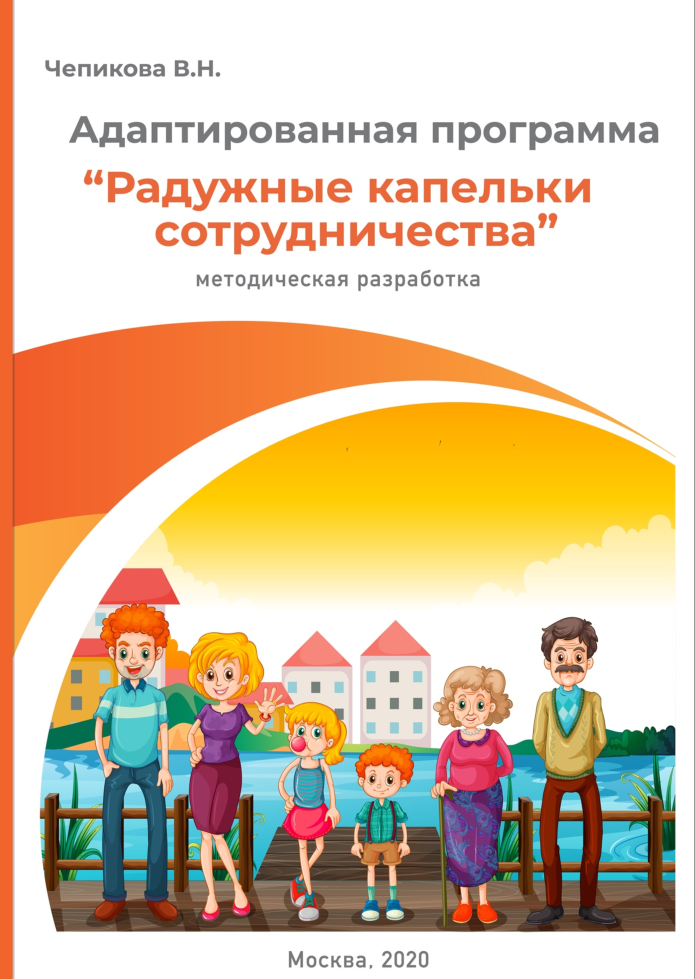 Чепикова В.Н.
Адаптированная программа
“Радужные капельки
сотрудничества”
методическая разработка
Москва, 2020